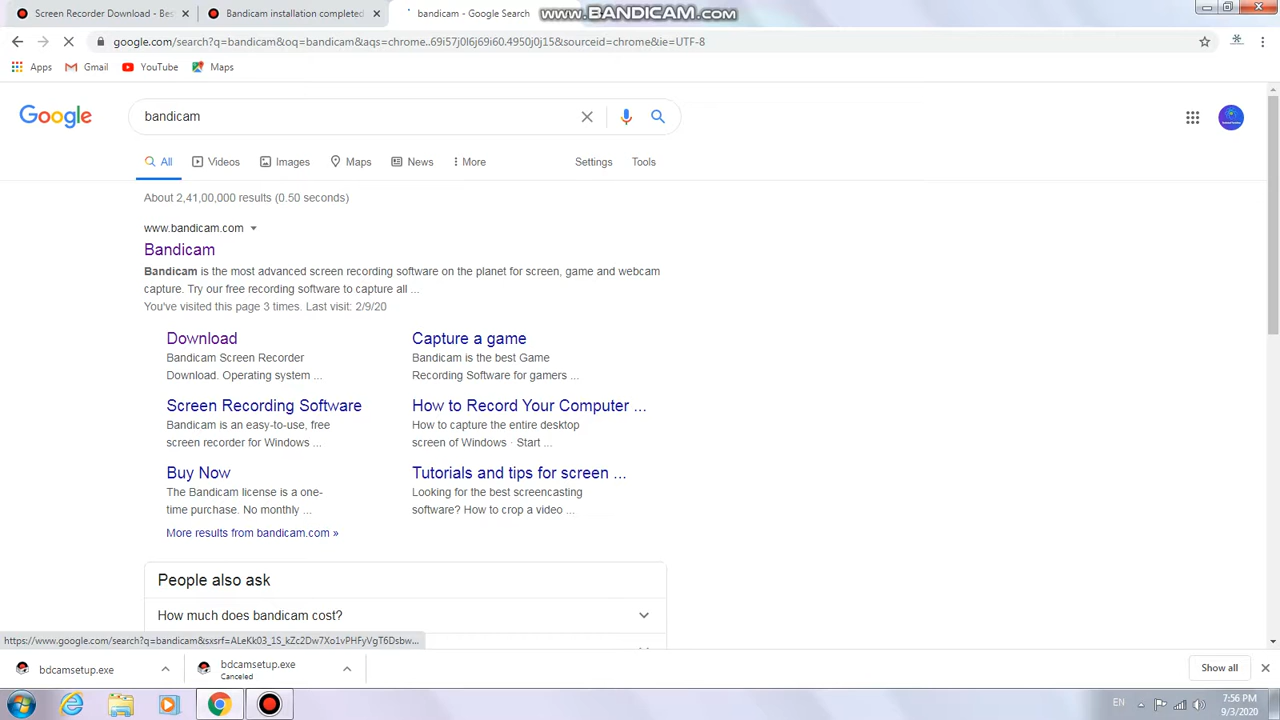 Screen Recorder Download - Bes
Bandicam installation completed
bandicam - Google Search
www.BANDICAM.com
google.com/search?q=bandicam&oq=bandicam&aqs=chrome..69i57j0l6j69i60.4950j0j15&sourceid=chrome&ie=UTF-8
Apps Gmail YouTube Maps
Google
bandicam
All Videos Images Maps News More Settings Tools
About 2,41,00,000 results (0.50 seconds)
www.bandicam.com
Bandicam
Bandicam is the most advanced screen recording software on the planet for screen, game and webcam
capture. Try our free recording software to capture all ...
You've visited this page 3 times. Last visit: 2/9/20
Download
Bandicam Screen Recorder
Download. Operating system ...
Capture a game
Bandicam is the best Game
Recording Software for gamers ...
Screen Recording Software
Bandicam is an easy-to-use, free
screen recorder for Windows ...
How to Record Your Computer ...
How to capture the entire desktop
screen of Windows · Start ...
Buy Now
The Bandicam license is a one-
time purchase. No monthly ...
Tutorials and tips for screen ...
Looking for the best screencasting
software? How to crop a video ...
More results from bandicam.com »
People also ask
How much does bandicam cost?
https://www.google.com/search?q=bandicam&sxsrf=ALeKk03_1S_kZc2Dw7Xo1vPHFyVgT6Dsbw...
bdcamsetup.exe
bdcamsetup.exe
Canceled
Show all
EN
7:56 PM
9/3/2020